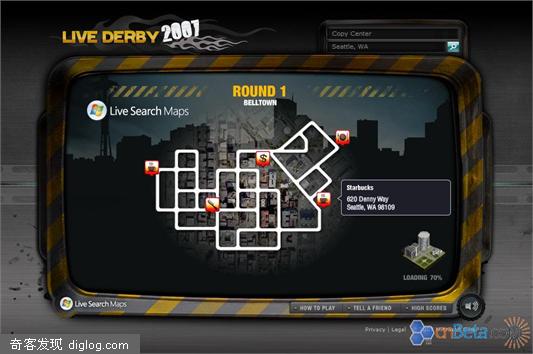 LIVE DERBY 2007
Copy Center
Seattle, WA
ROUND 1
BELLTOWN
Live Search Maps
Starbucks
620 Denny Way
Seattle, WA 98109
LOADING 70%
Live Search Maps
HOW TO PLAY
TELL A FRIEND
HIGH SCORES
Privacy | Legal
cnBeta.com
奇客发现 diglog.com